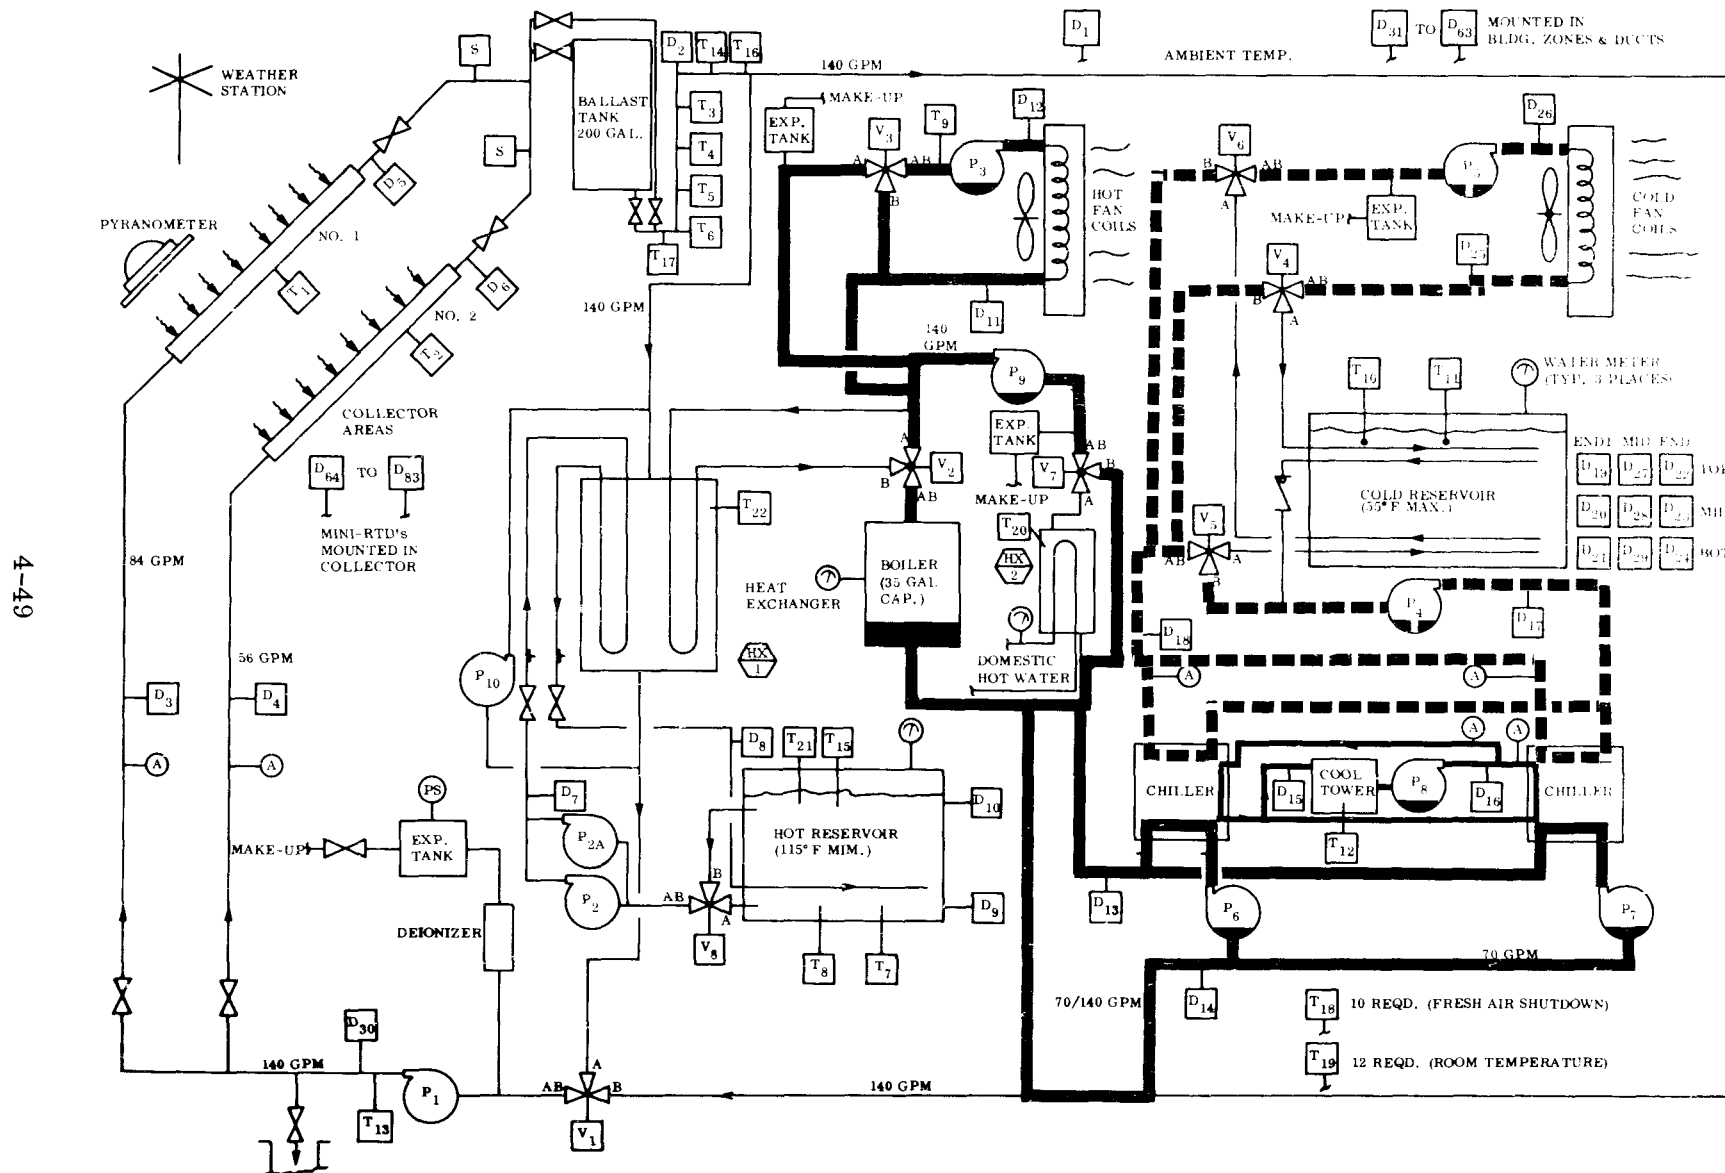 WEATHER
STATION
S
S
BALLAST
TANK
200 GAL.
D2
T14
T16
140 GPM
T3
T4
T5
T6
T17
D1
AMBIENT TEMP.
D31 TO D63
MOUNTED IN
BLDG. ZONES & DUCTS
MAKE-UP
EXP.
TANK
V3
A
AB
B
T9
P3
D12
HOT
FAN
COILS
D11
V6
B
AB
A
P5
D26
MAKE-UP
EXP.
TANK
COLD
FAN
COILS
D25
V4
AB
B
A
PYRANOMETER
NO. 1
D5
T1
NO. 2
D6
T2
140 GPM
140
GPM
P9
COLLECTOR
AREAS
D64 TO D83
MINI-RTD's
MOUNTED IN
COLLECTOR
84 GPM
56 GPM
D3
D4
A
A
T22
HEAT
EXCHANGER
HX
1
A
V2
B
AB
BOILER
(35 GAL
CAP.)
EXP.
TANK
MAKE-UP
AB
V7
B
A
T20
HX
2
DOMESTIC
HOT WATER
T10
T11
WATER METER
(TYP. 3 PLACES)
COLD RESERVOIR
(55° F MAX.)
END1 MID END
D19 D27 D22
D20 D28 D23
D21 D29 D24
V5
AB
A
B
P4
D17
D18
A
A
A
A
P10
D7
P2A
P2
D8
T21
T15
D10
HOT RESERVOIR
(115° F MIM.)
D9
B
AB
A
V8
T8
T7
CHILLER
D15
COOL
TOWER
P8
D16
CHILLER
T12
D13
P6
P7
70 GPM
70/140 GPM
D14
PS
MAKE-UP
EXP.
TANK
DEIONIZER
D30
140 GPM
P1
T13
A
AB
B
V1
140 GPM
T18 10 REQD. (FRESH AIR SHUTDOWN)
T19 12 REQD. (ROOM TEMPERATURE)
4-49